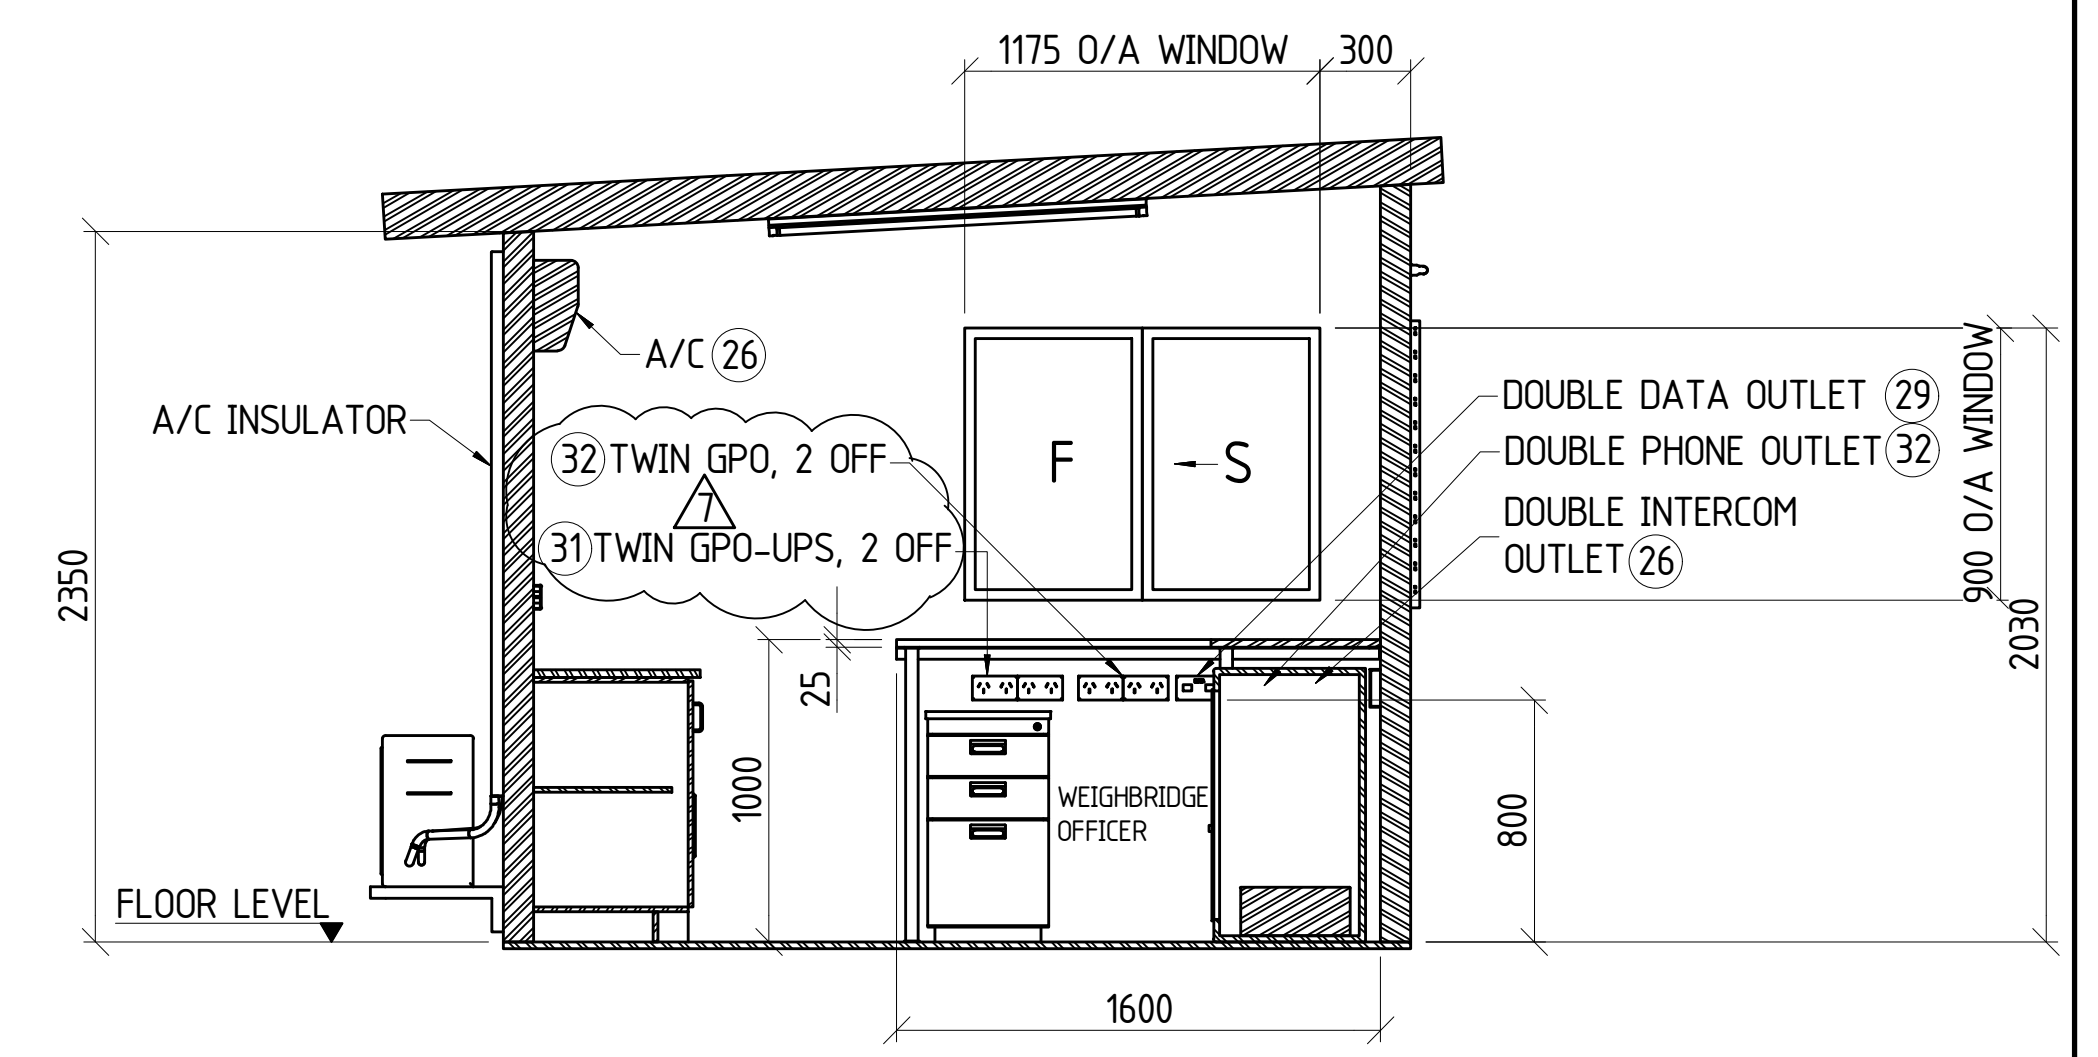 1175 O/A WINDOW
300
A/C 26
A/C INSULATOR
32 TWIN GPO, 2 OFF
7
31 TWIN GPO-UPS, 2 OFF
F
S
DOUBLE DATA OUTLET 29
DOUBLE PHONE OUTLET 32
DOUBLE INTERCOM
OUTLET 26
900 O/A WINDOW
2030
2350
25
1000
800
WEIGHBRIDGE
OFFICER
FLOOR LEVEL
1600